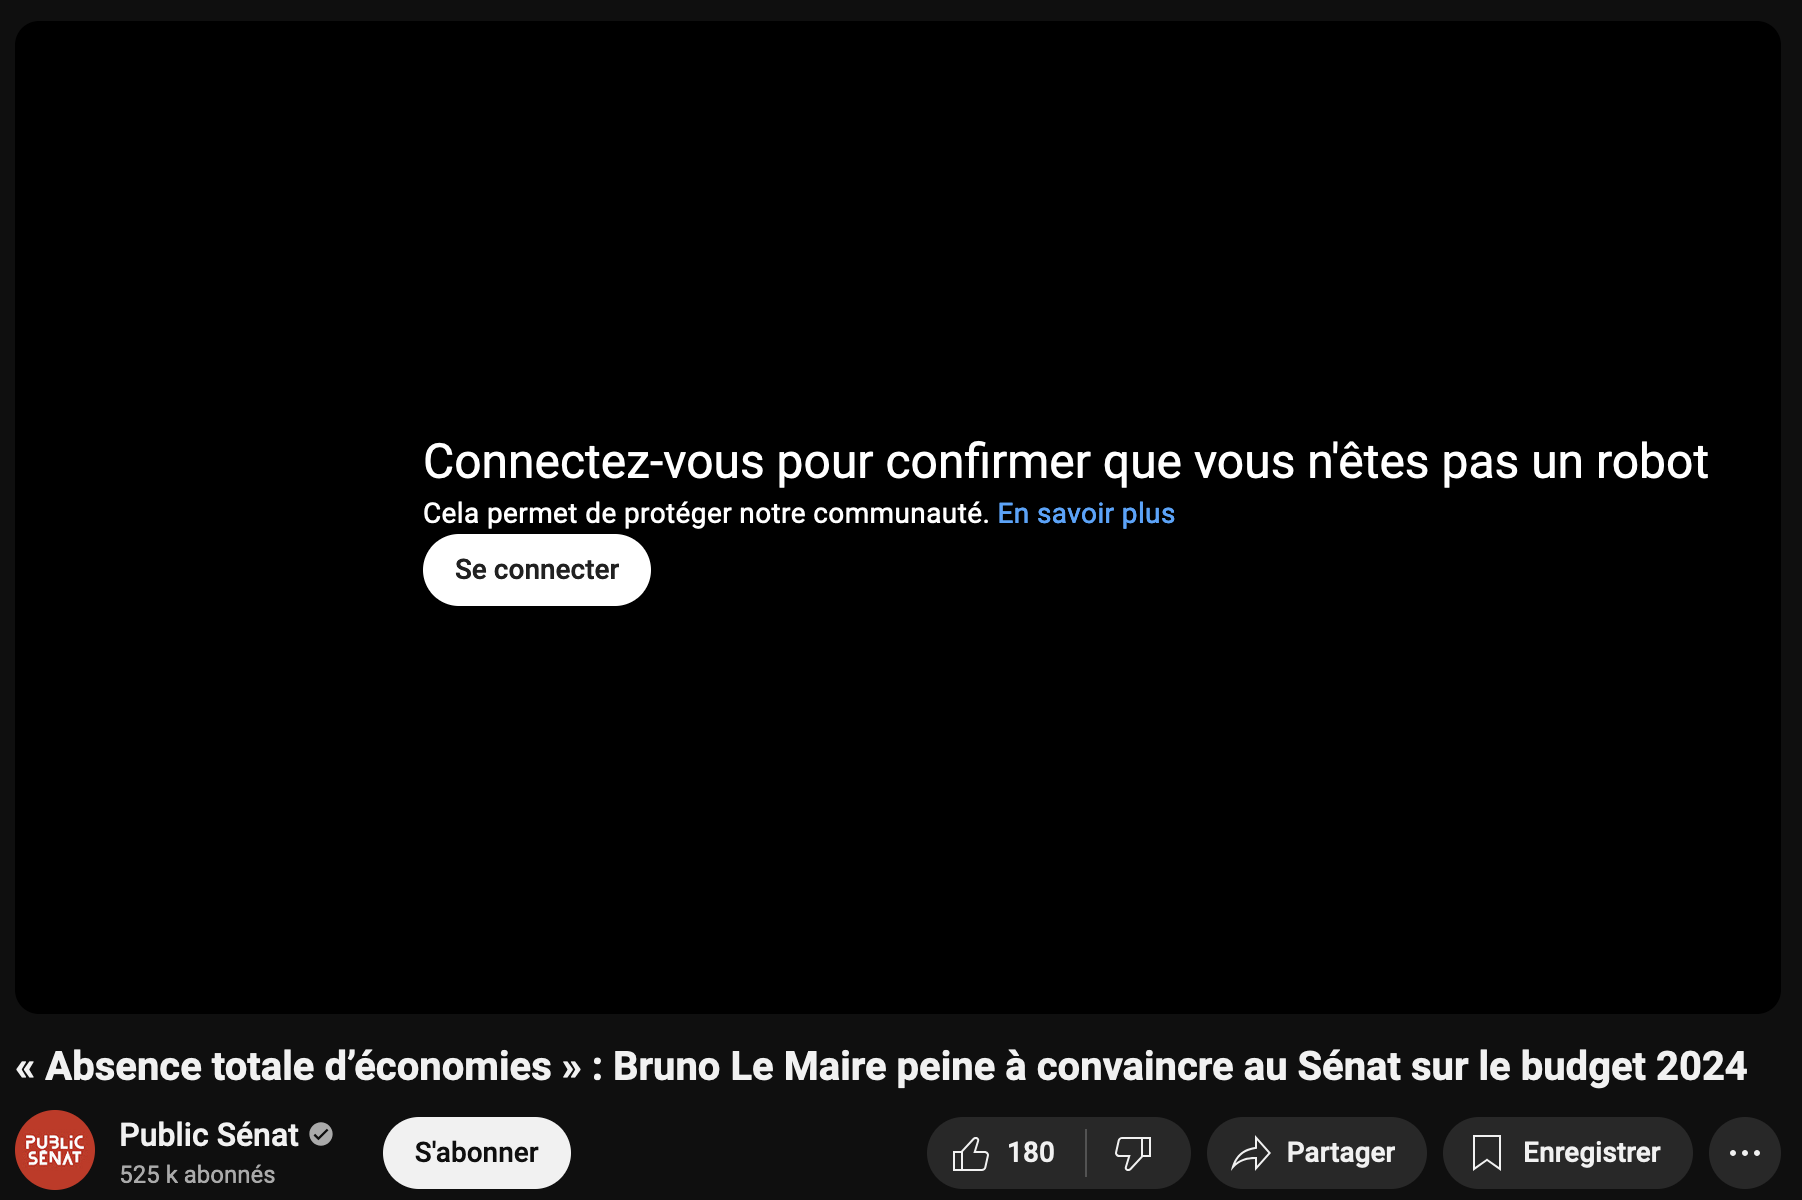 Connectez-vous pour confirmer que vous n'êtes pas un robot
Cela permet de protéger notre communauté. En savoir plus
Se connecter
« Absence totale d’économies » : Bruno Le Maire peine à convaincre au Sénat sur le budget 2024
PUBLiC
SÉNAT
Public Sénat
525 k abonnés
S'abonner
180
Partager
Enregistrer